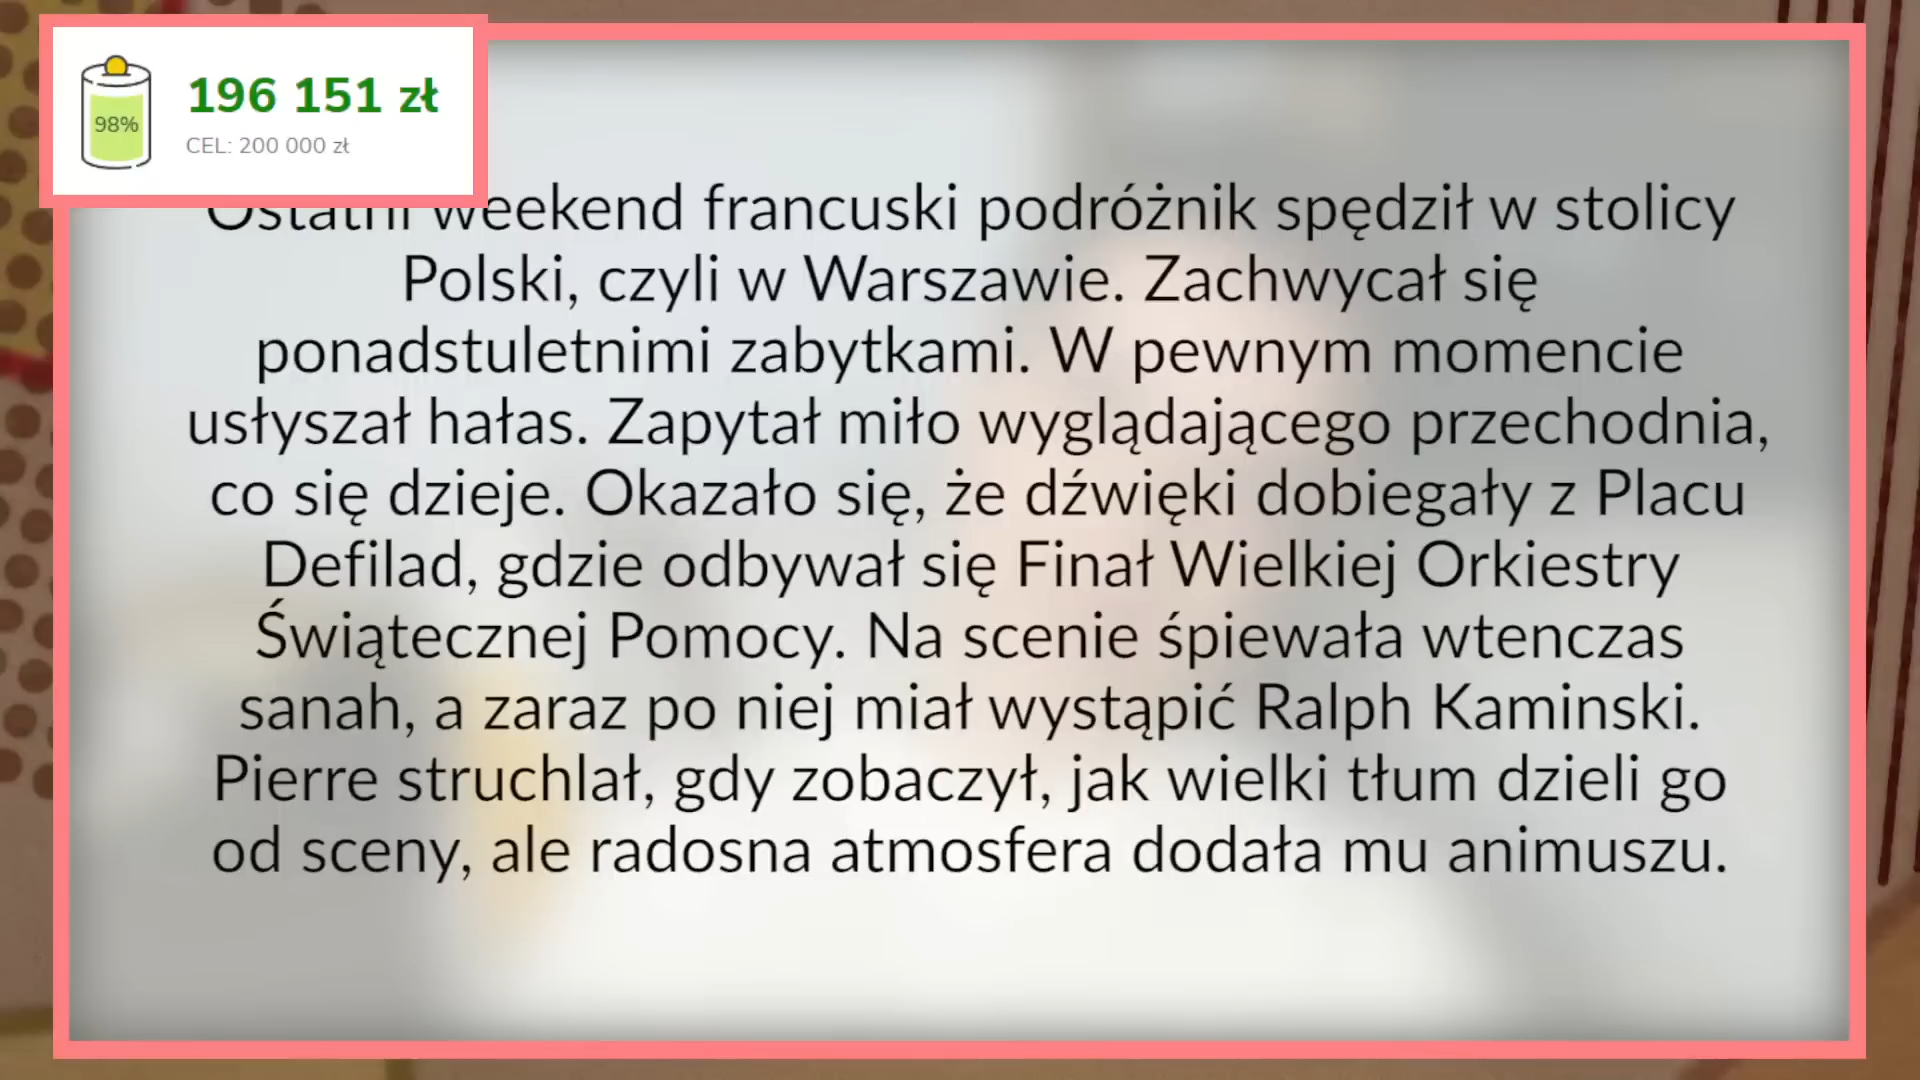 196 151 zł
98%
CEL: 200 000 zł
Ostatni weekend francuski podróżnik spędził w stolicy
Polski, czyli w Warszawie. Zachwycał się
ponadstuletnimi zabytkami. W pewnym momencie
usłyszał hałas. Zapytał miło wyglądającego przechodnia,
co się dzieje. Okazało się, że dźwięki dobiegały z Placu
Defilad, gdzie odbywał się Finał Wielkiej Orkiestry
Świątecznej Pomocy. Na scenie śpiewała wtenczas
sanah, a zaraz po niej miał wystąpić Ralph Kaminski.
Pierre struchlał, gdy zobaczył, jak wielki tłum dzieli go
od sceny, ale radosna atmosfera dodała mu animuszu.